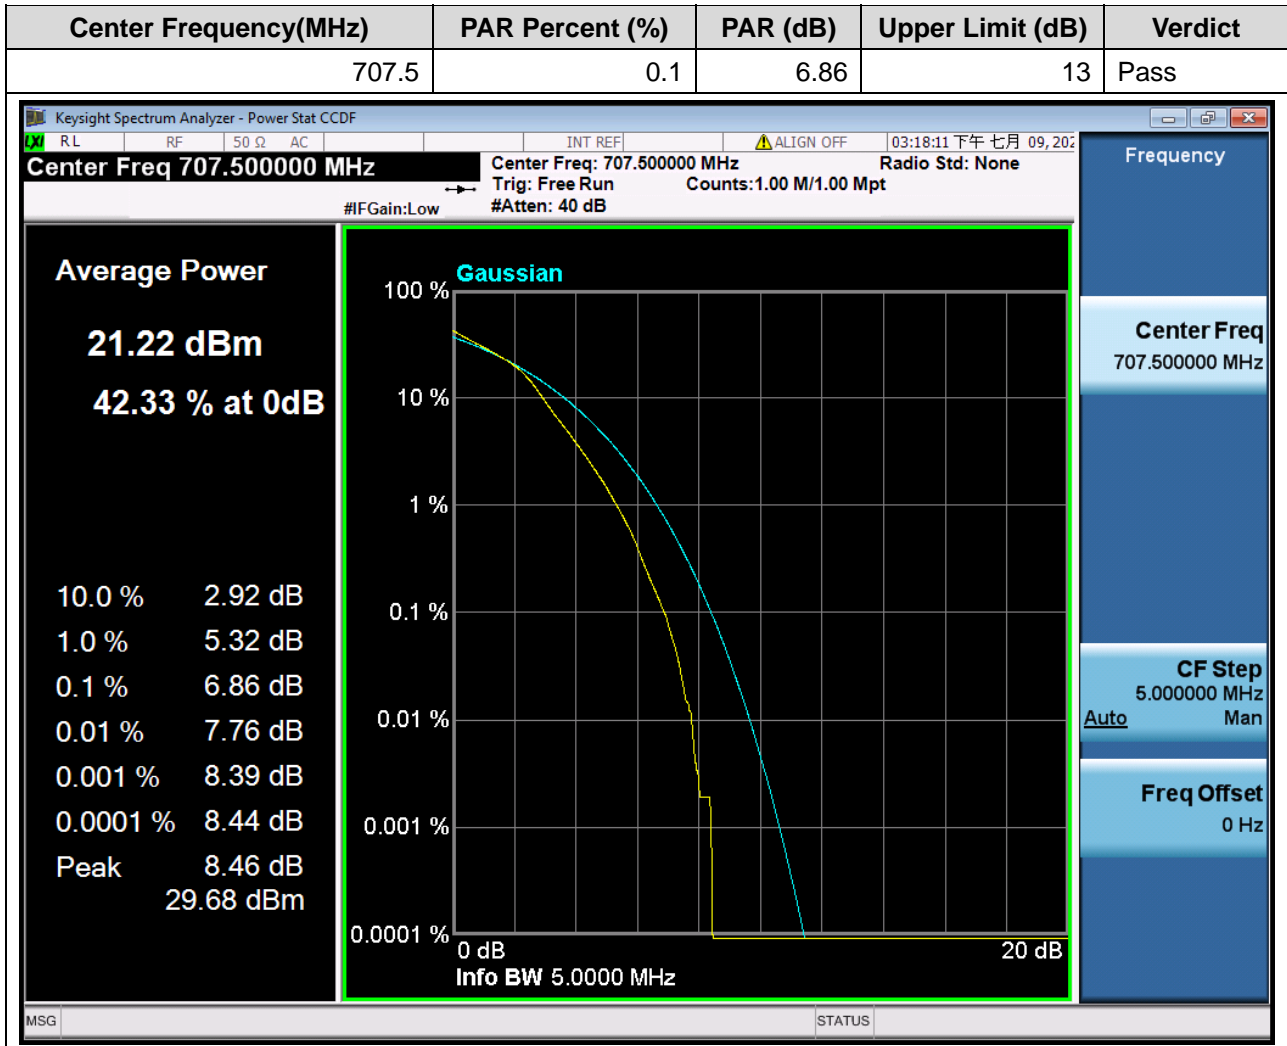 Center Frequency(MHz) PAR Percent (%) PAR (dB) Upper Limit (dB) Verdict
707.5 0.1 6.86 13 Pass
Keysight Spectrum Analyzer - Power Stat CCDF
LXI RL RF 50 Ω AC INT REF ALIGN OFF 03:18:11 下午 七月 09, 202
Center Freq 707.500000 MHz
Center Freq: 707.500000 MHz Radio Std: None
Trig: Free Run Counts:1.00 M/1.00 Mpt
#IFGain:Low #Atten: 40 dB
Frequency
Average Power
21.22 dBm
42.33 % at 0dB
10.0 % 2.92 dB
1.0 % 5.32 dB
0.1 % 6.86 dB
0.01 % 7.76 dB
0.001 % 8.39 dB
0.0001 % 8.44 dB
Peak 8.46 dB
29.68 dBm
Gaussian
100 %
10 %
1 %
0.1 %
0.01 %
0.001 %
0.0001 %
0 dB 20 dB
Info BW 5.0000 MHz
Center Freq
707.500000 MHz
CF Step
5.000000 MHz
Auto Man
Freq Offset
0 Hz
MSG STATUS